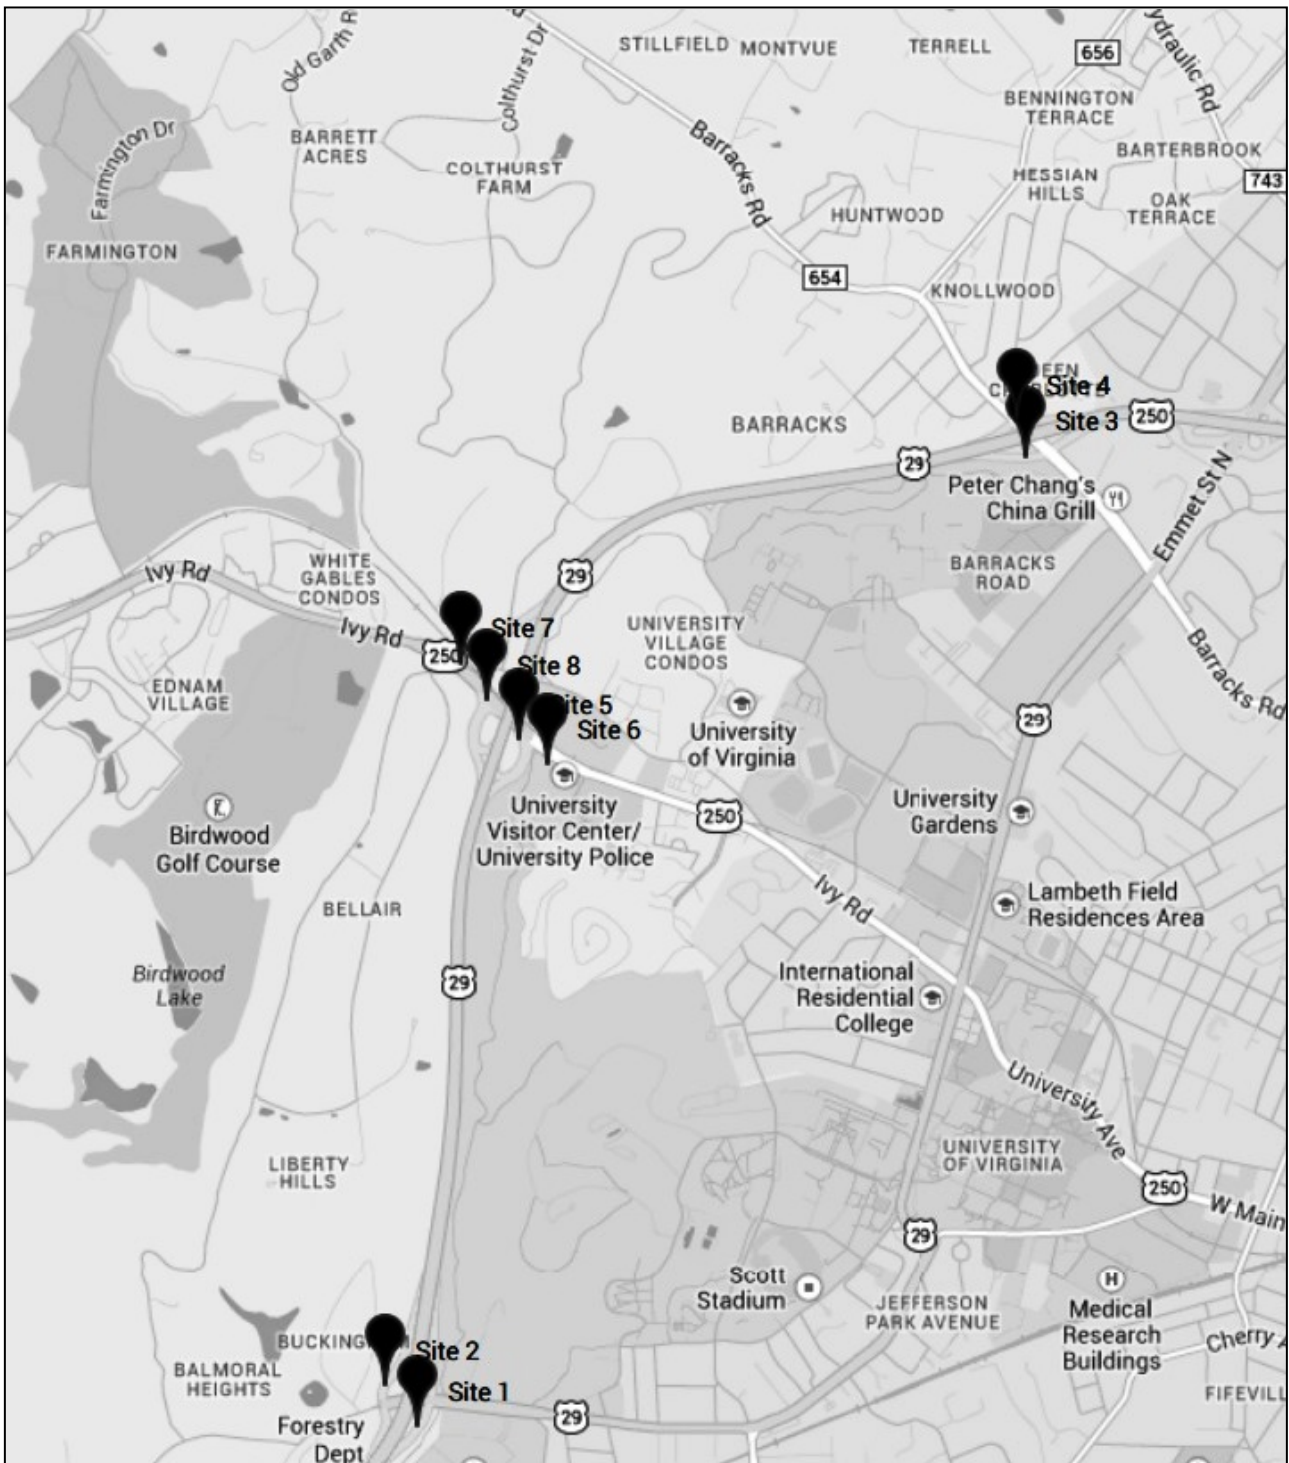 STILLFIELD
MONTVUE
TERRELL
656
Old Garth R
Colthurst Dr
ydraulic Rd
BENNINGTON
TERRACE
Farmington Dr
BARRETT
ACRES
Barracks Rd
BARTERBROOK
COLTHURST
FARM
HESSIAN
HILLS
743
OAK
TERRACE
HUNTWOOD
FARMINGTON
654
KNOLLWOOD
EEN
Site 4
Site 3
250
BARRACKS
29
Peter Chang's
China Grill
Emmet St N
BARRACKS
ROAD
Ivy Rd
WHITE
GABLES
CONDOS
29
Ivy Rd
Site 7
250
UNIVERSITY
VILLAGE
CONDOS
Site 8
Barracks Rd
EDNAM
VILLAGE
ite 5
Site 6
University
of Virginia
29
University
Visitor Center/
University Police
250
University
Gardens
Birdwood
Golf Course
Ivy Rd
BELLAIR
Lambeth Field
Residences Area
Birdwood
Lake
29
International
Residential
College
University Ave
LIBERTY
HILLS
UNIVERSITY
OF VIRGINIA
250
W Main
29
Scott
Stadium
H
JEFFERSON
PARK AVENUE
Medical
Research
Buildings
BUCKING M
Site 2
Cherry A
BALMORAL
HEIGHTS
Site 1
FIFEVILL
Forestry
Dept
29